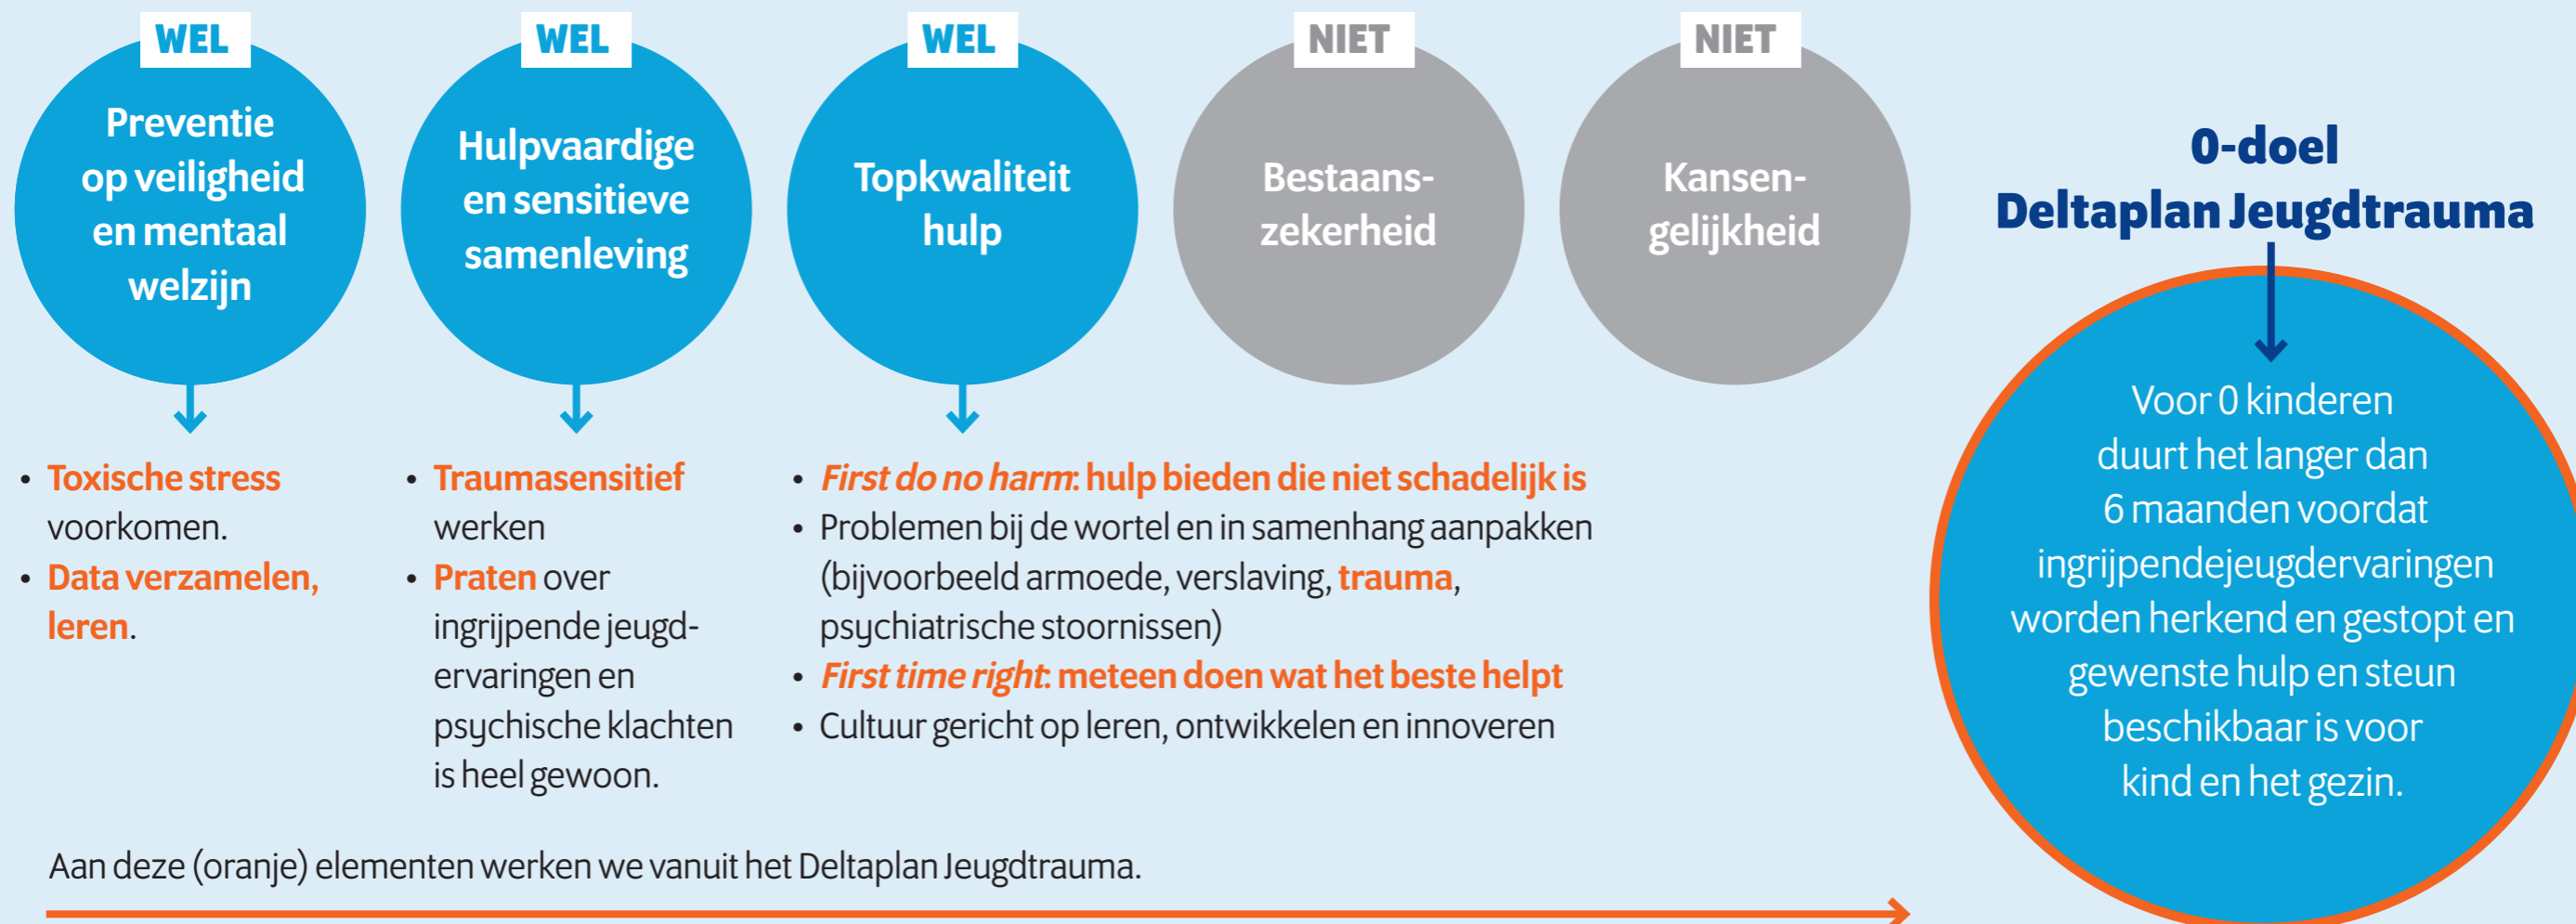 WEL
Preventie
op veiligheid
en mentaal
welzijn
WEL
Hulpvaardige
en sensitieve
samenleving
WEL
Topkwaliteit
hulp
NIET
Bestaans-
zekerheid
NIET
Kansen-
gelijkheid
• Toxische stress
voorkomen.
• Data verzamelen,
leren.
• Traumasensitief
werken
• Praten over
ingrijpende jeugd-
ervaringen en
psychische klachten
is heel gewoon.
• First do no harm: hulp bieden die niet schadelijk is
• Problemen bij de wortel en in samenhang aanpakken
(bijvoorbeeld armoede, verslaving, trauma,
psychiatrische stoornissen)
• First time right: meteen doen wat het beste helpt
• Cultuur gericht op leren, ontwikkelen en innoveren
Aan deze (oranje) elementen werken we vanuit het Deltaplan Jeugdtrauma.
0-doel
Deltaplan Jeugdtrauma
Voor 0 kinderen
duurt het langer dan
6 maanden voordat
ingrijpendejeugdervaringen
worden herkend en gestopt en
gewenste hulp en steun
beschikbaar is voor
kind en het gezin.